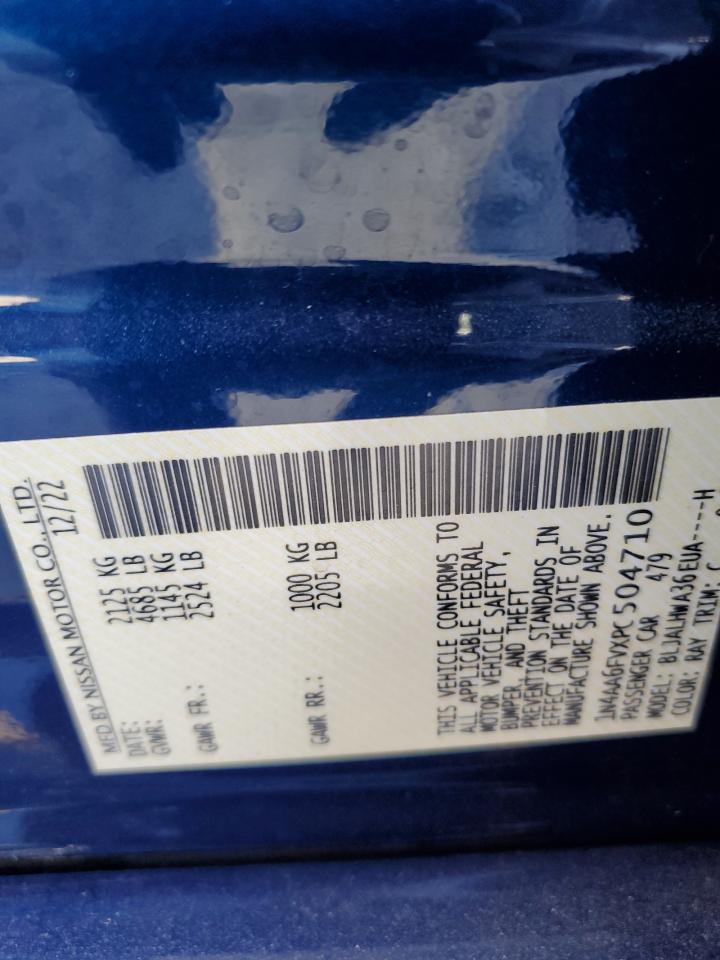 MFD BY NISSAN MOTOR CO., LTD.
DATE: 12/22
GVWR: 2125 KG
4685 LB
GAWR FR.: 1145 KG
2524 LB
GAWR RR.: 1000 KG
2205 LB
THIS VEHICLE CONFORMS TO
ALL APPLICABLE FEDERAL
MOTOR VEHICLE SAFETY,
BUMPER, AND THEFT
PREVENTION STANDARDS IN
EFFECT ON THE DATE OF
MANUFACTURE SHOWN ABOVE.
1N4AA6FVXPC504710
PASSENGER CAR 479
MODEL: BLJALHWA36EUA----H
COLOR: RAY TRIM: C